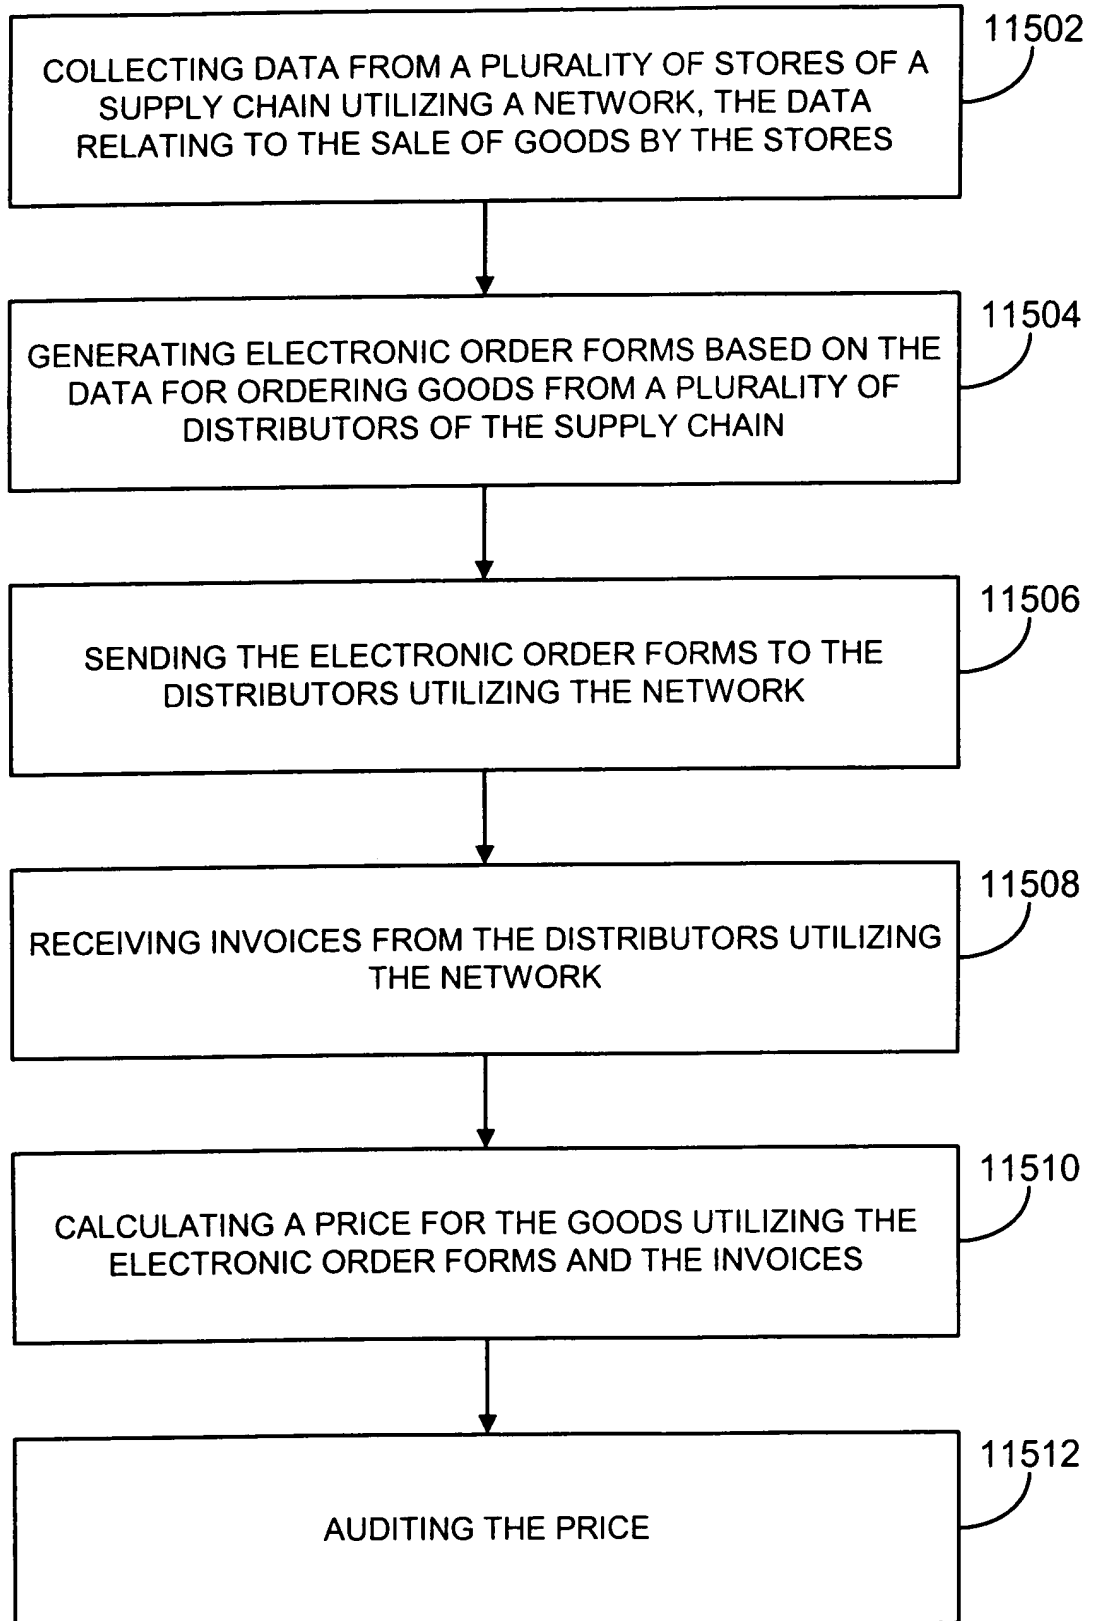 11502
COLLECTING DATA FROM A PLURALITY OF STORES OF A
SUPPLY CHAIN UTILIZING A NETWORK, THE DATA
RELATING TO THE SALE OF GOODS BY THE STORES
11504
GENERATING ELECTRONIC ORDER FORMS BASED ON THE
DATA FOR ORDERING GOODS FROM A PLURALITY OF
DISTRIBUTORS OF THE SUPPLY CHAIN
11506
SENDING THE ELECTRONIC ORDER FORMS TO THE
DISTRIBUTORS UTILIZING THE NETWORK
11508
RECEIVING INVOICES FROM THE DISTRIBUTORS UTILIZING
THE NETWORK
11510
CALCULATING A PRICE FOR THE GOODS UTILIZING THE
ELECTRONIC ORDER FORMS AND THE INVOICES
11512
AUDITING THE PRICE